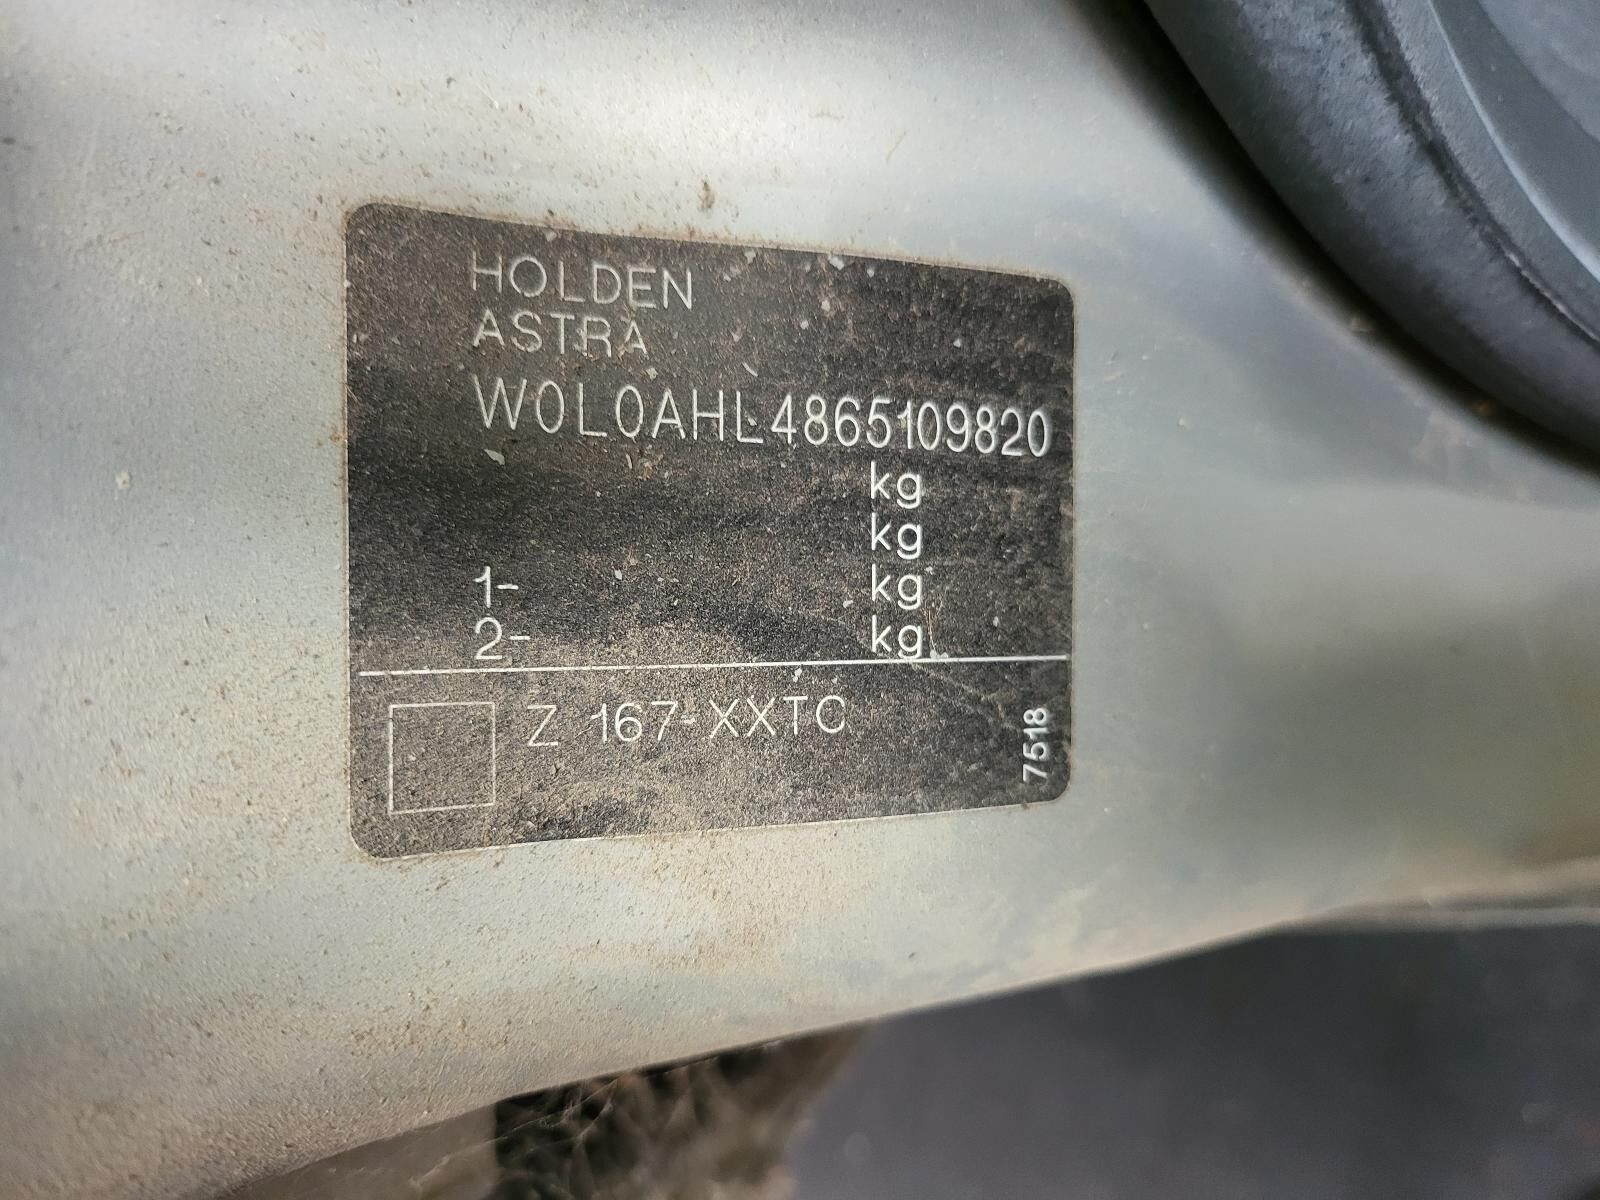 HOLDEN
ASTRA
W0L0AHL4865109820
kg
kg
1- kg
2- kg
Z 167-XXTC
7518